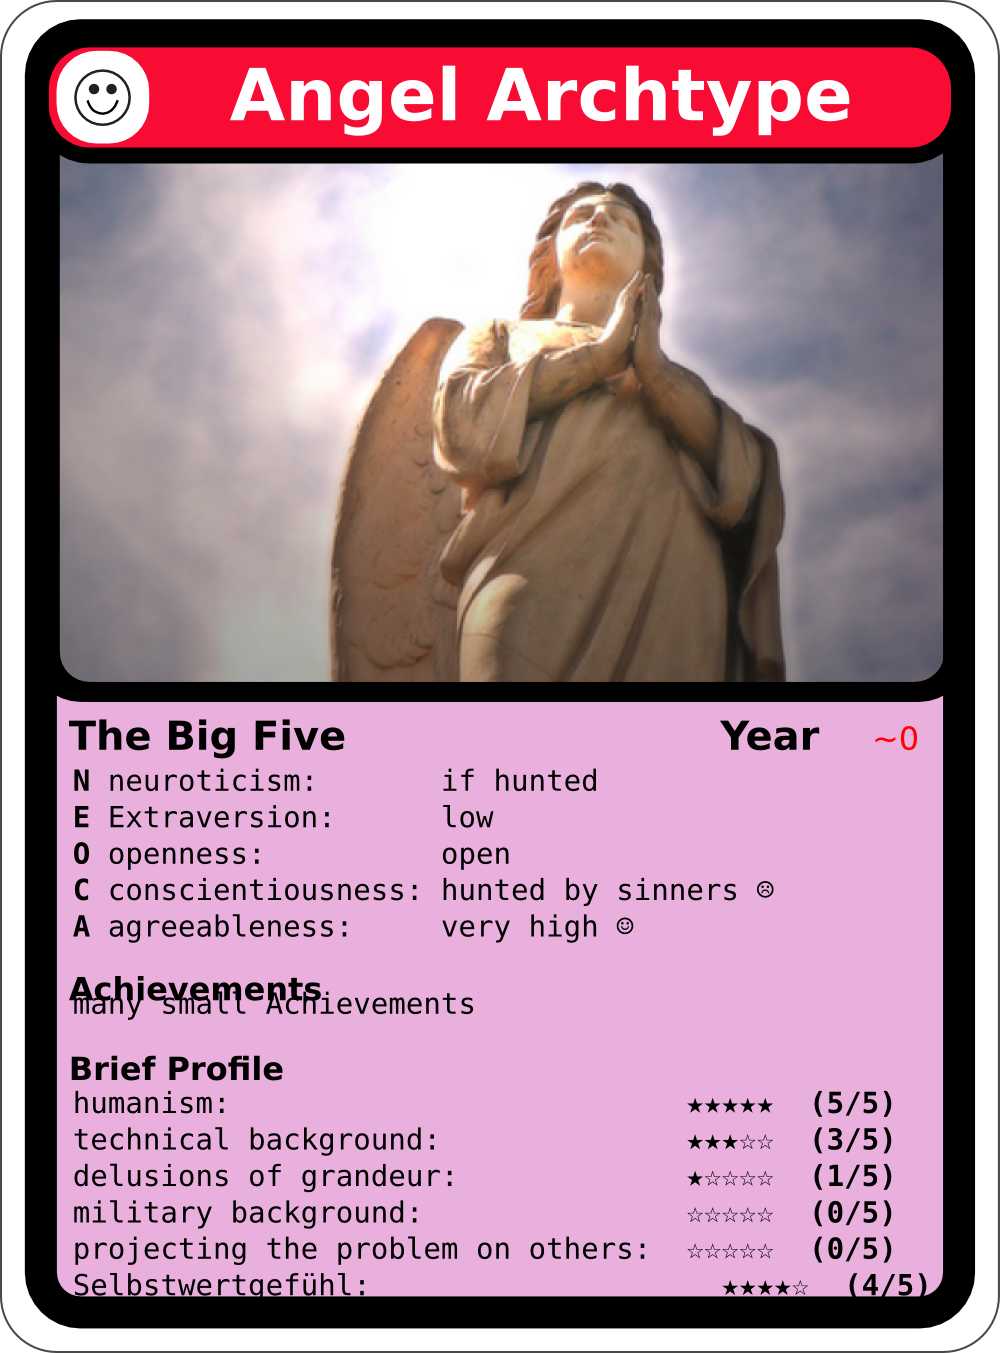 Angel Archtype
The Big Five Year ~0
N neuroticism: if hunted
E Extraversion: low
O openness: open
C conscientiousness: hunted by sinners ☹
A agreeableness: very high ☺
Achievements
many small Achievements
Brief Profile
humanism: ★★★★★ (5/5)
technical background: ★★★☆☆ (3/5)
delusions of grandeur: ★☆☆☆☆ (1/5)
military background: ☆☆☆☆☆ (0/5)
projecting the problem on others: ☆☆☆☆☆ (0/5)
Selbstwertgefühl: ★★★★☆ (4/5)